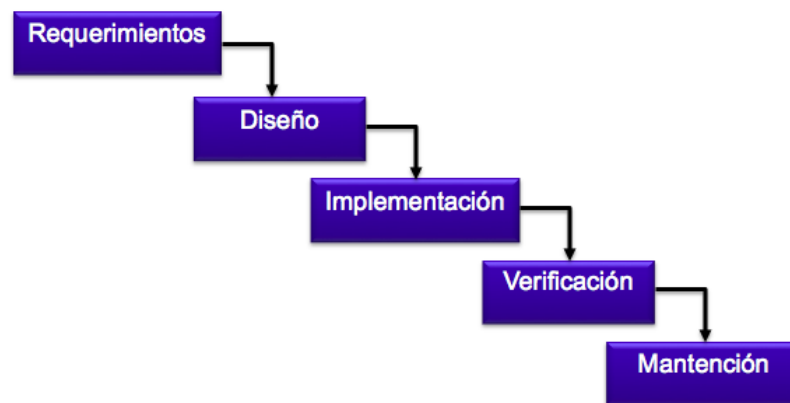 Requerimientos
Diseño
Implementación
Verificación
Mantención